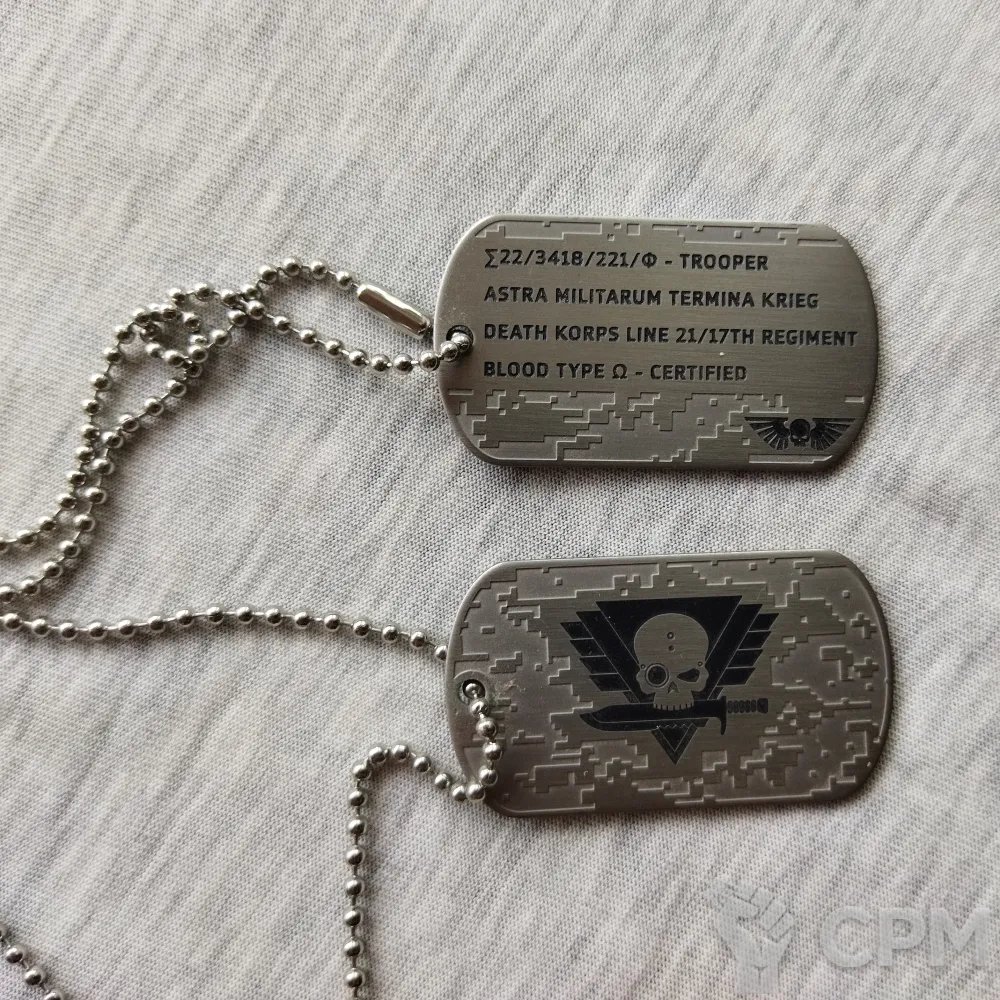 ∑22/3418/221/Φ - TROOPER
ASTRA MILITARUM TERMINA KRIEG
DEATH KORPS LINE 21/17TH REGIMENT
BLOOD TYPE Ω - CERTIFIED
CPM